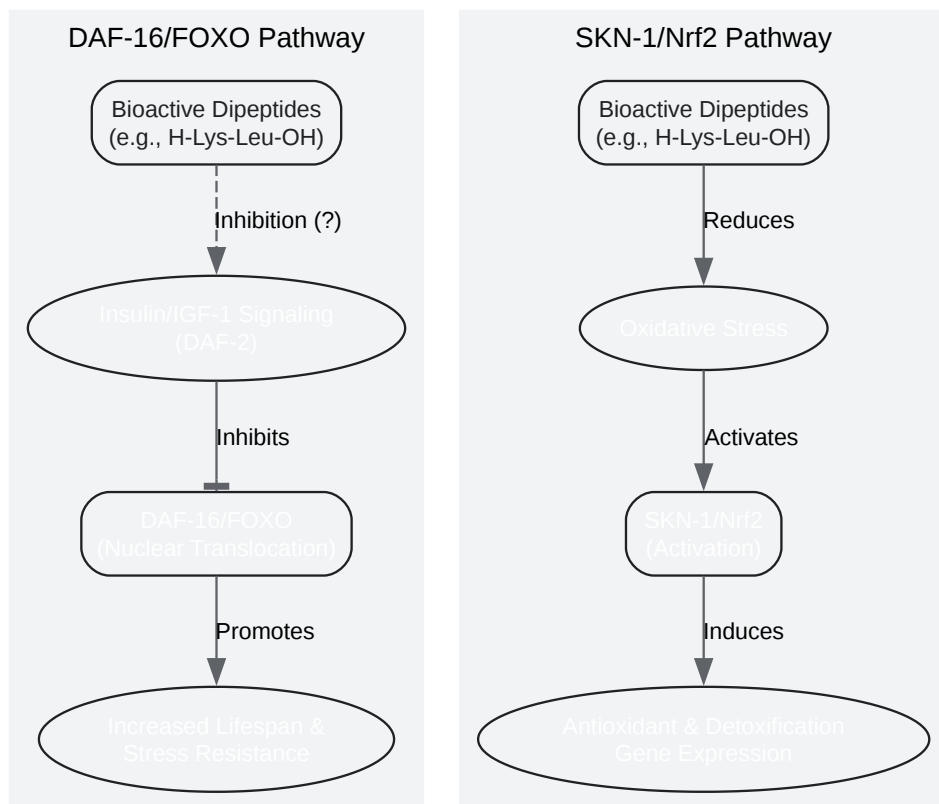 DAF-16/FOXO Pathway
Bioactive Dipeptides
(e.g., H-Lys-Leu-OH)
Inhibition (?)
Insulin/IGF-1 Signaling
(DAF-2)
Inhibits
DAF-16/FOXO
(Nuclear Translocation)
Promotes
Increased Lifespan &
Stress Resistance
SKN-1/Nrf2 Pathway
Bioactive Dipeptides
(e.g., H-Lys-Leu-OH)
Reduces
Oxidative Stress
Activates
SKN-1/Nrf2
(Activation)
Induces
Antioxidant & Detoxification
Gene Expression